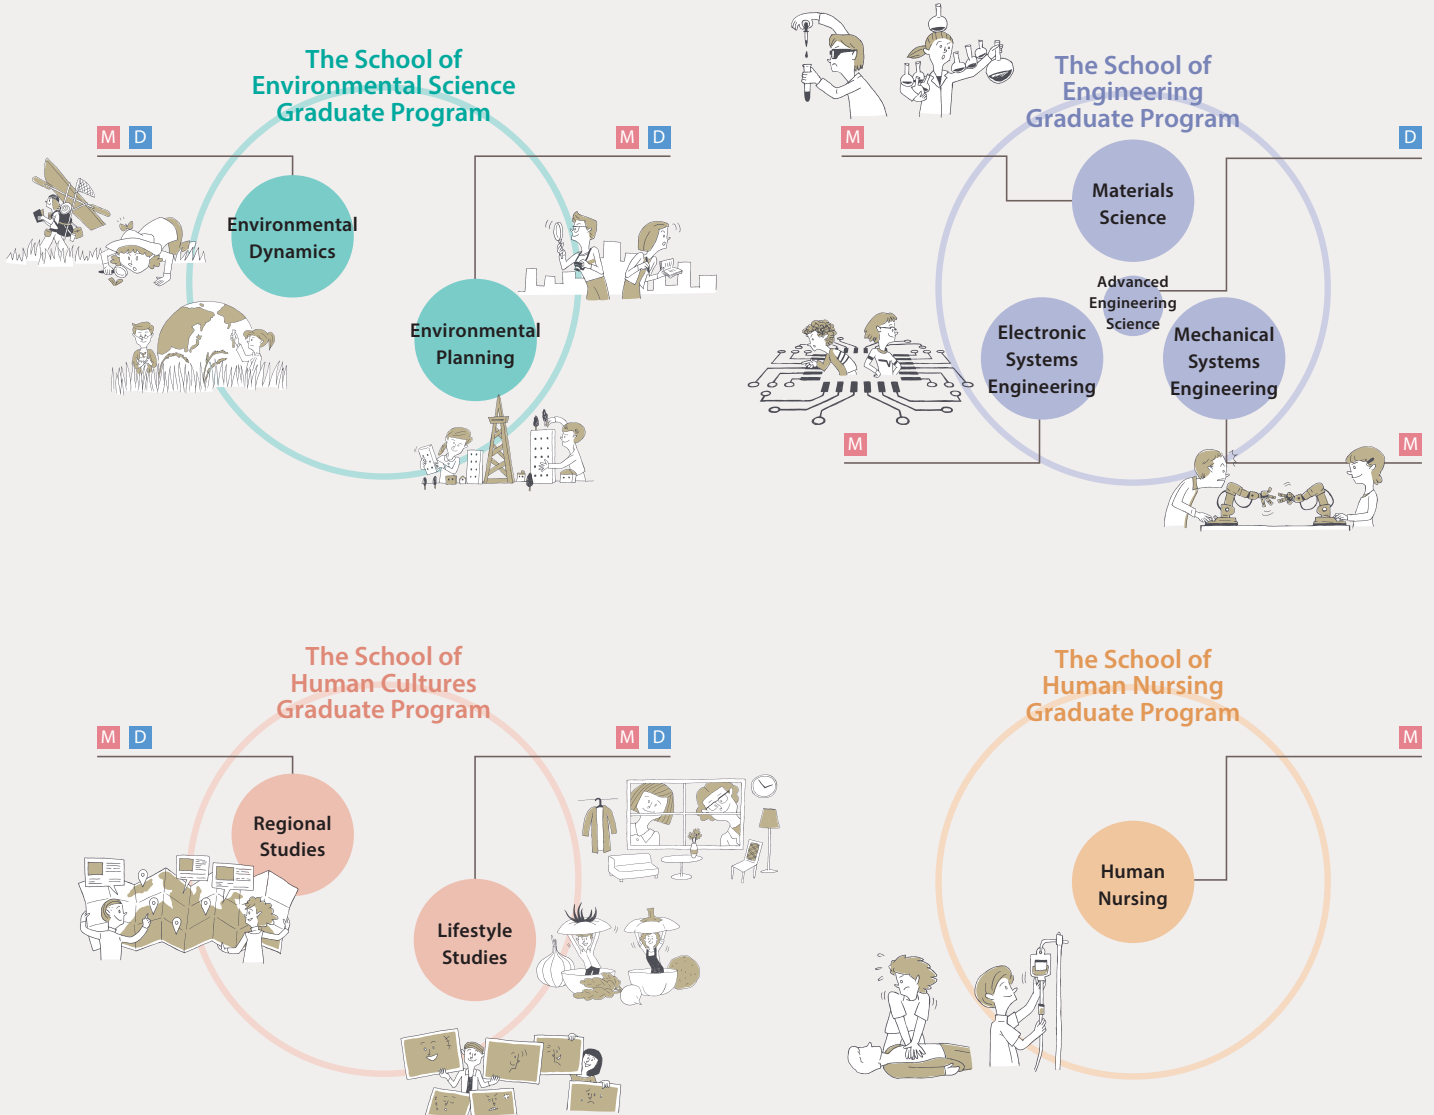 The School of
Environmental Science
Graduate Program
M D
M D
Environmental
Dynamics
Environmental
Planning
The School of
Engineering
Graduate Program
M
D
Materials
Science
Advanced
Engineering
Science
Electronic
Systems
Engineering
Mechanical
Systems
Engineering
M
M
The School of
Human Cultures
Graduate Program
M D
M D
Regional
Studies
Lifestyle
Studies
The School of
Human Nursing
Graduate Program
M
Human
Nursing